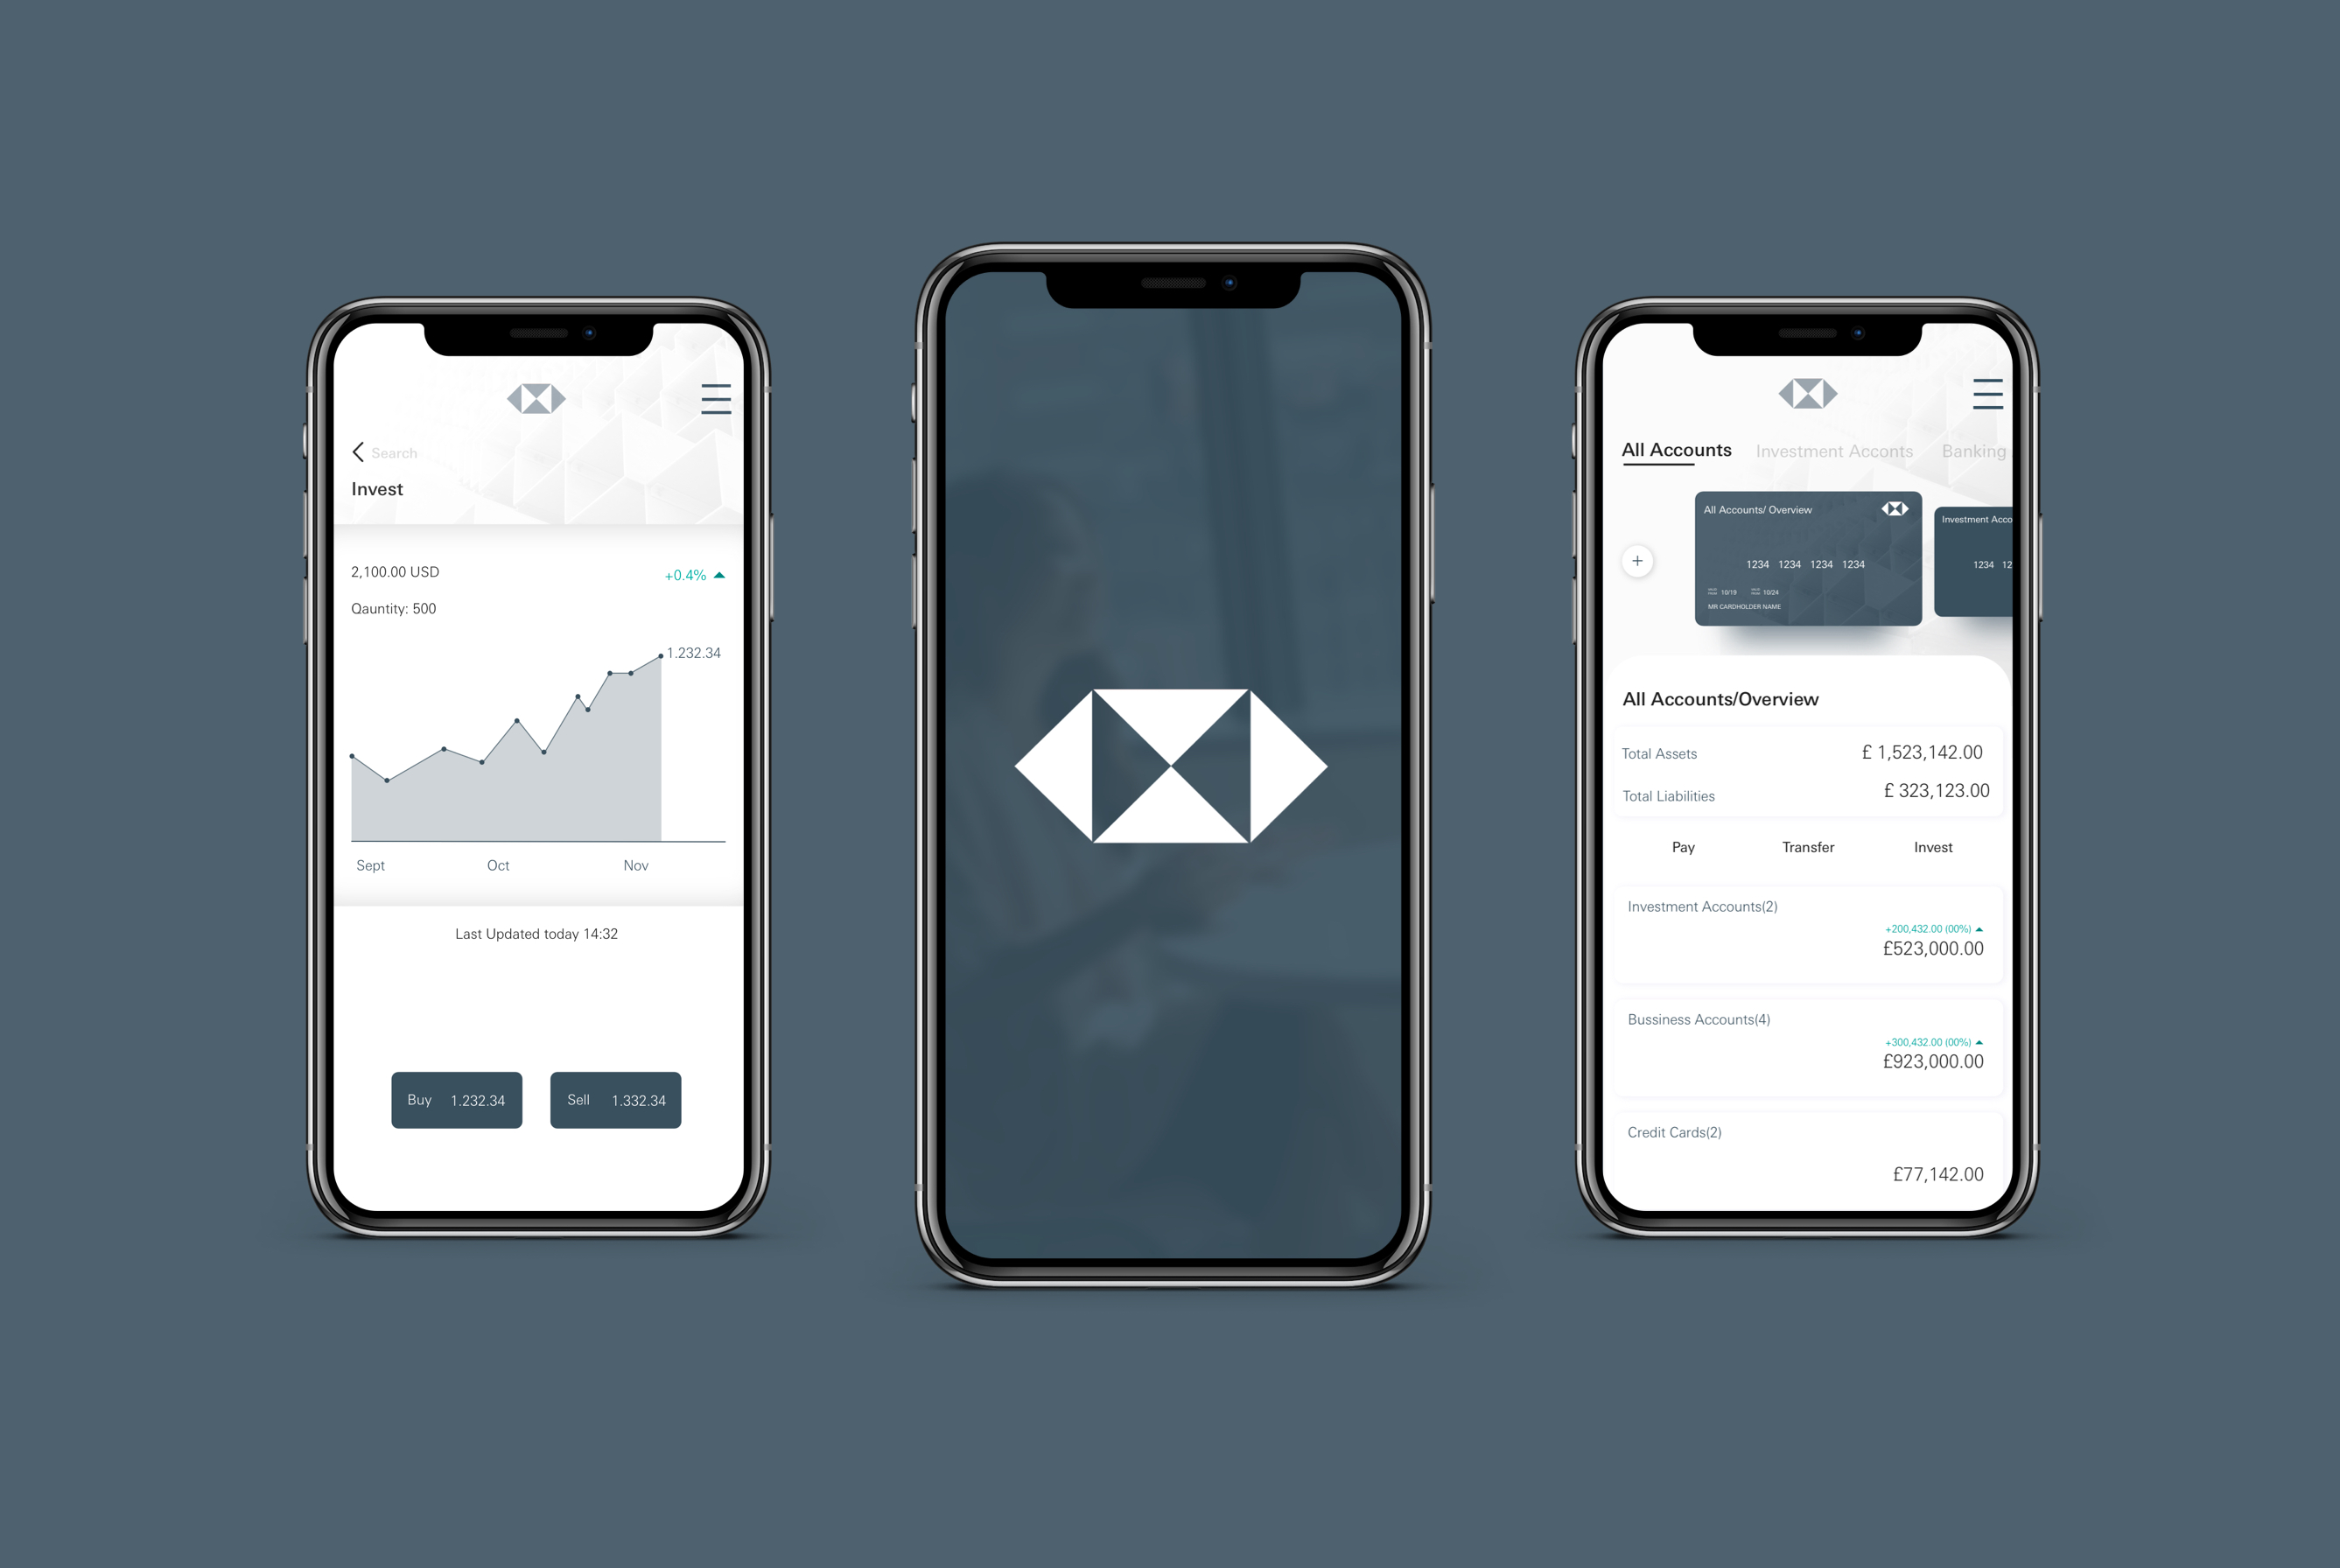 Search
Invest
2,100.00 USD
+0.4%
Qauntity: 500
1.232.34
Sept Oct Nov
Last Updated today 14:32
Buy 1.232.34
Sell 1.332.34
All Accounts Investment Acconts Banking
All Accounts/ Overview
1234 1234 1234 1234
10/19 10/24
MR CARDHOLDER NAME
Investment Acco
1234 12
+
All Accounts/Overview
Total Assets £ 1,523,142.00
Total Liabilities £ 323,123.00
Pay Transfer Invest
Investment Accounts(2)
+200,432.00 (00%)
£523,000.00
Bussiness Accounts(4)
+300,432.00 (00%)
£923,000.00
Credit Cards(2)
£77,142.00